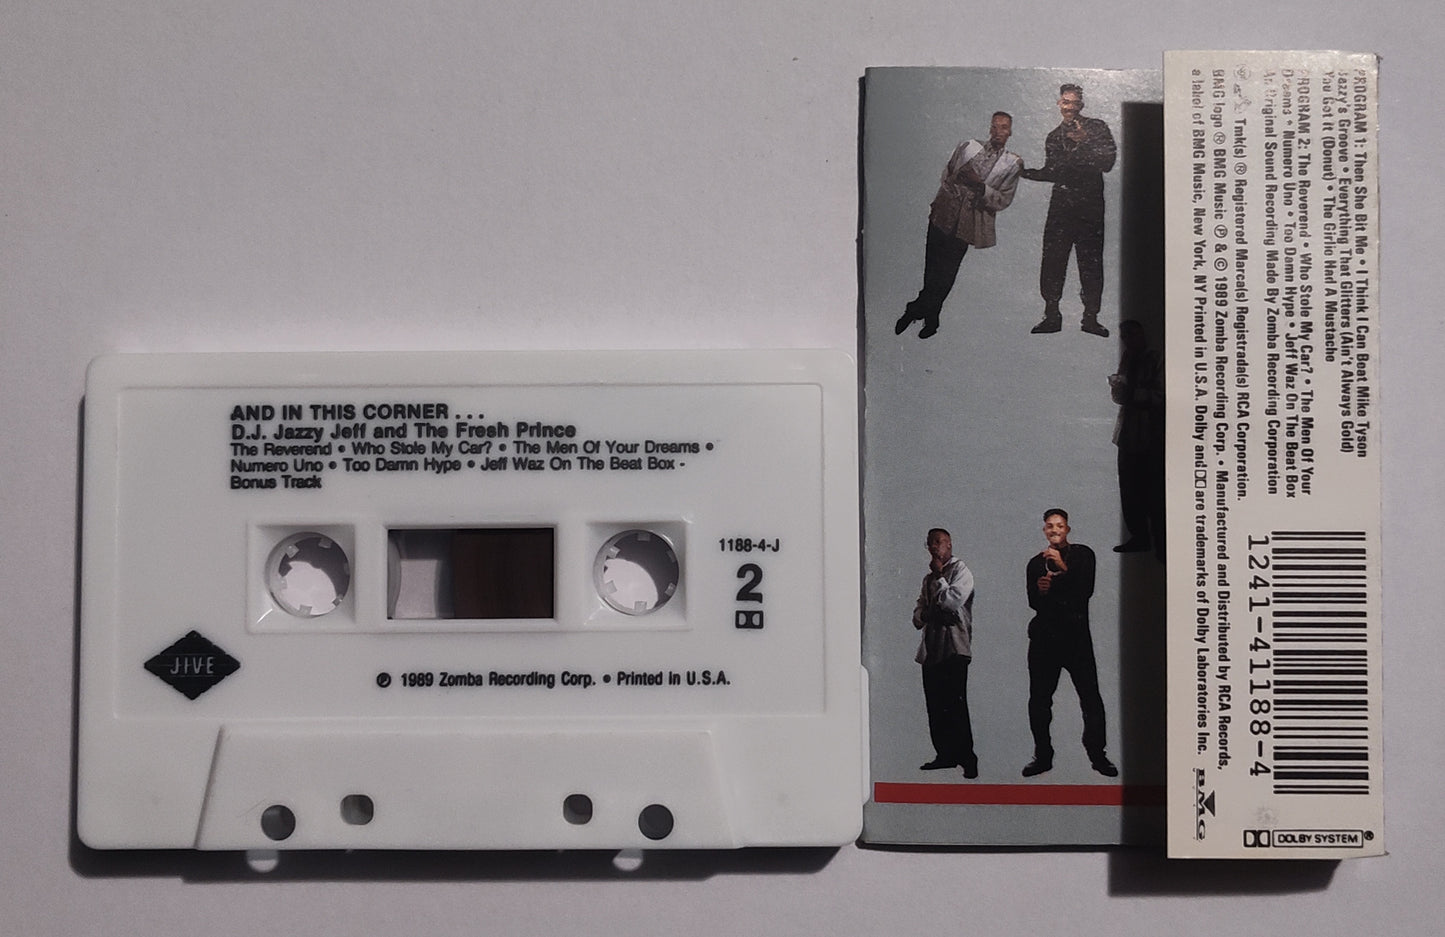 AND IN THIS CORNER . . .
D.J. Jazzy Jeff and The Fresh Prince
The Reverend • Who Stole My Car? • The Men Of Your Dreams •
Numero Uno • Too Damn Hype • Jeff Waz On The Beat Box -
Bonus Track
1188-4-J
2
JIVE
℗ 1989 Zomba Recording Corp. • Printed in U.S.A.
PROGRAM 1: Then She Bit Me • I Think I Can Beat Mike Tyson
Jazzy's Groove • Everything That Glitters (Ain't Always Gold)
You Got It (Donut) • The Girlie Had A Mustache
PROGRAM 2: The Reverend • Who Stole My Car? • The Men Of Your
Dreams • Numero Uno • Too Damn Hype • Jeff Waz On The Beat Box
An Original Sound Recording Made By Zomba Recording Corporation
Tmk(s) ® Registered Marca(s) Registrada(s) RCA Corporation.
BMG logo ® BMG Music ℗ & © 1989 Zomba Recording Corp. • Manufactured and Distributed by RCA Records,
a label of BMG Music, New York, NY Printed in U.S.A. Dolby and are trademarks of Dolby Laboratories Inc.
1241-41188-4
BMG
DOLBY SYSTEM ®